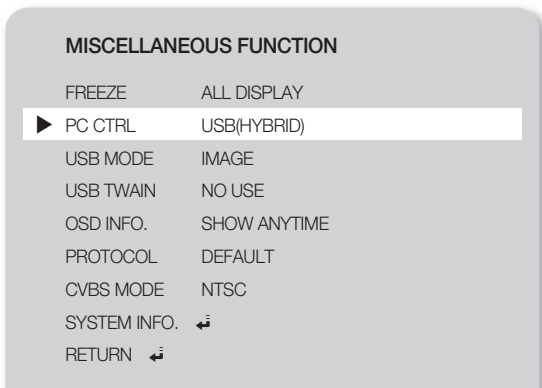 MISCELLANEOUS FUNCTION
FREEZE ALL DISPLAY
PC CTRL USB(HYBRID)
USB MODE IMAGE
USB TWAIN NO USE
OSD INFO. SHOW ANYTIME
PROTOCOL DEFAULT
CVBS MODE NTSC
SYSTEM INFO.
RETURN